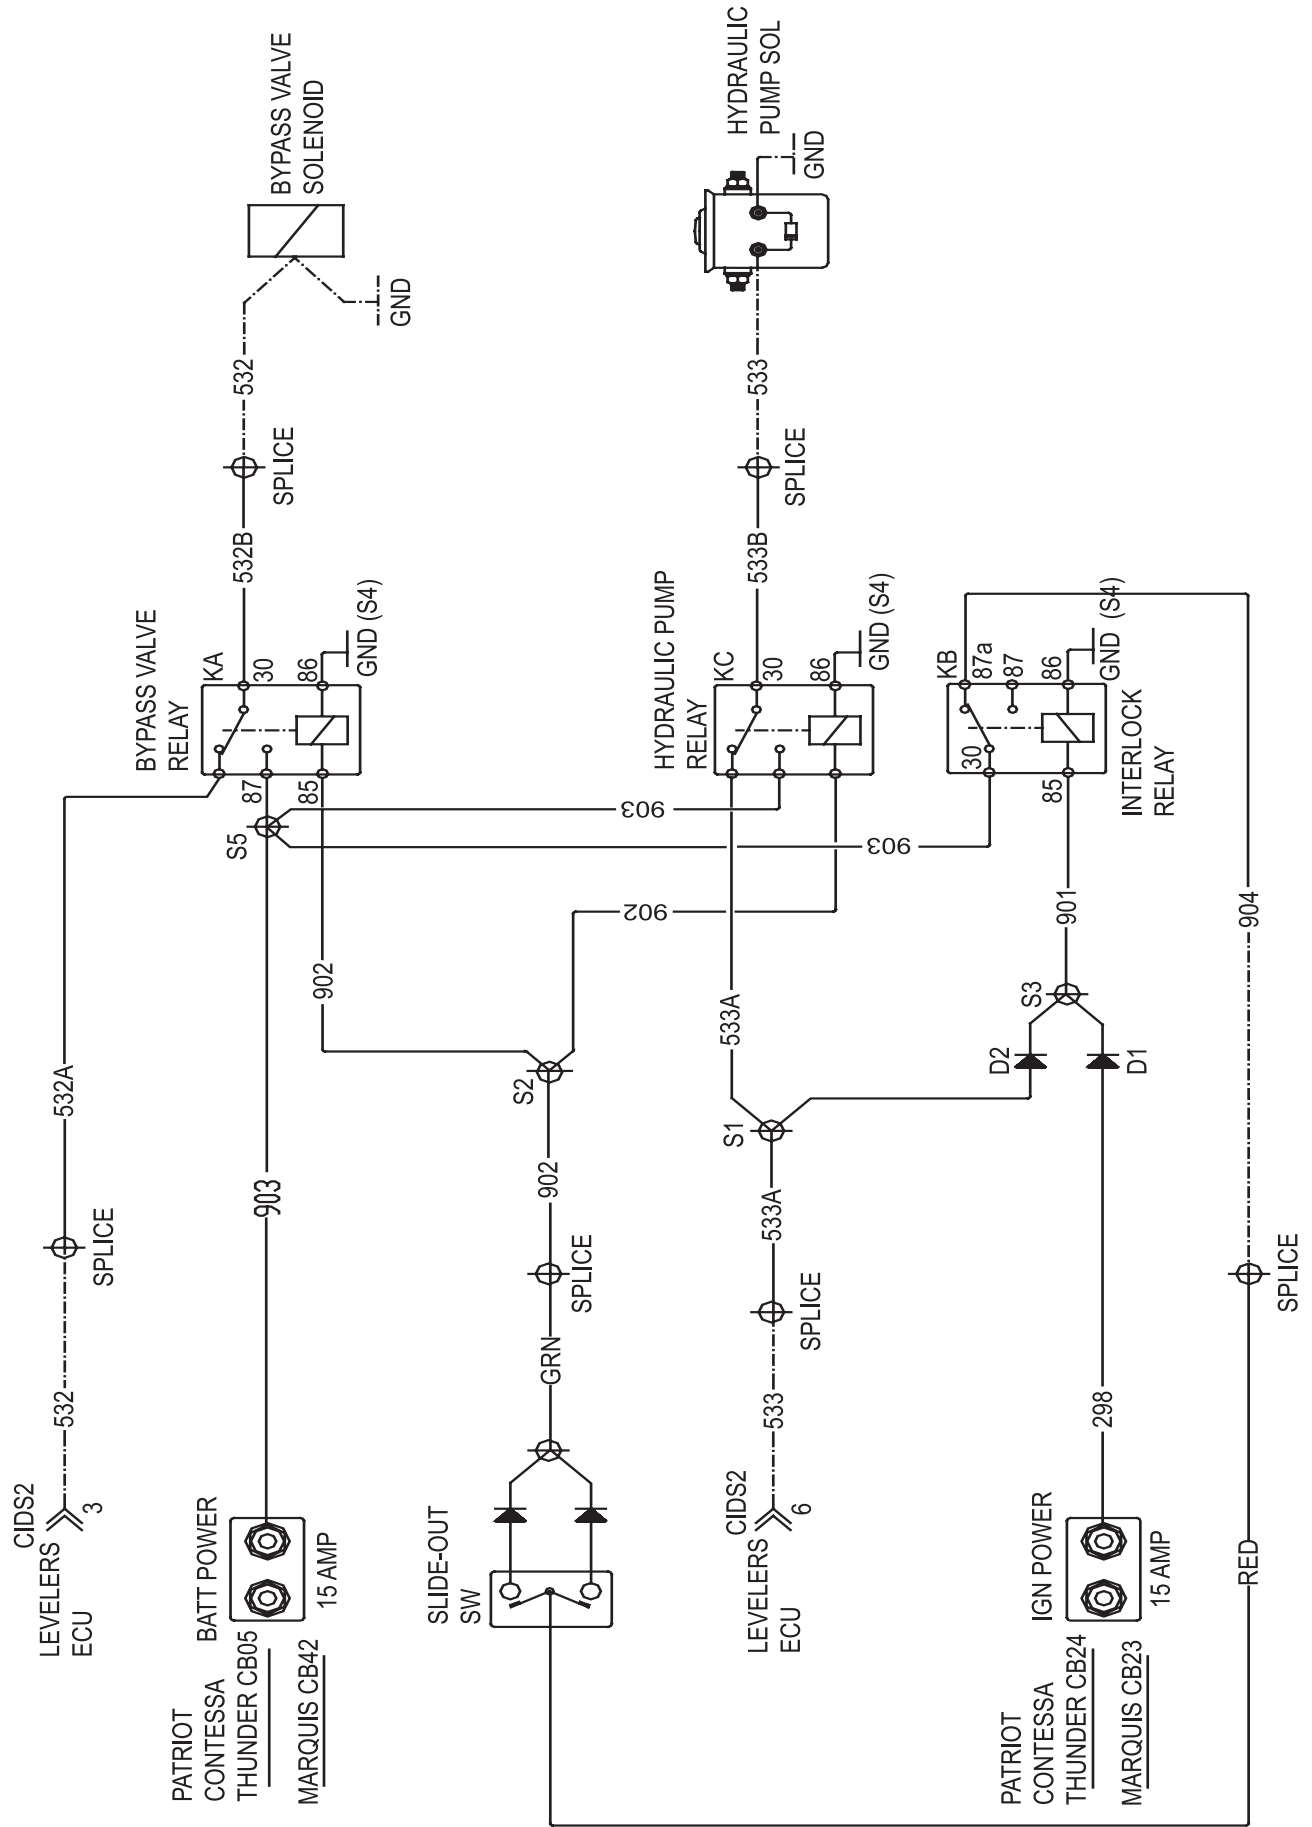 BYPASS VALVE
SOLENOID
GND
532
SPLICE
532B
BYPASS VALVE
RELAY
KA
30
86
GND (S4)
87
85
S5
532A
SPLICE
532
CIDS2
3
LEVELERS
ECU
903
BATT POWER
15 AMP
PATRIOT
CONTESSA
THUNDER CB05
MARQUIS CB42
902
S2
902
SPLICE
GRN
SLIDE-OUT
SW
HYDRAULIC
PUMP SOL
GND
533
SPLICE
533B
HYDRAULIC PUMP
RELAY
KC
30
86
GND (S4)
903
903
902
533A
S1
533A
SPLICE
533
CIDS2
6
LEVELERS
ECU
KB
87a
87
86
GND (S4)
30
85
INTERLOCK
RELAY
901
S3
D2
D1
298
IGN POWER
15 AMP
PATRIOT
CONTESSA
THUNDER CB24
MARQUIS CB23
904
SPLICE
RED